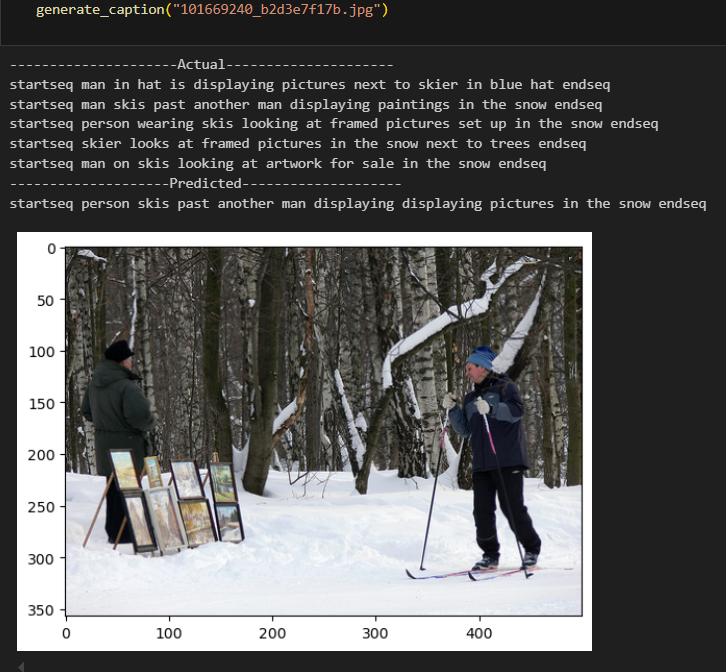 generate_caption("101669240_b2d3e7f17b.jpg")
---------------------Actual---------------------
startseq man in hat is displaying pictures next to skier in blue hat endseq
startseq man skis past another man displaying paintings in the snow endseq
startseq person wearing skis looking at framed pictures set up in the snow endseq
startseq skier looks at framed pictures in the snow next to trees endseq
startseq man on skis looking at artwork for sale in the snow endseq
--------------------Predicted--------------------
startseq person skis past another man displaying displaying pictures in the snow endseq
0
50
100
150
200
250
300
350
0 100 200 300 400